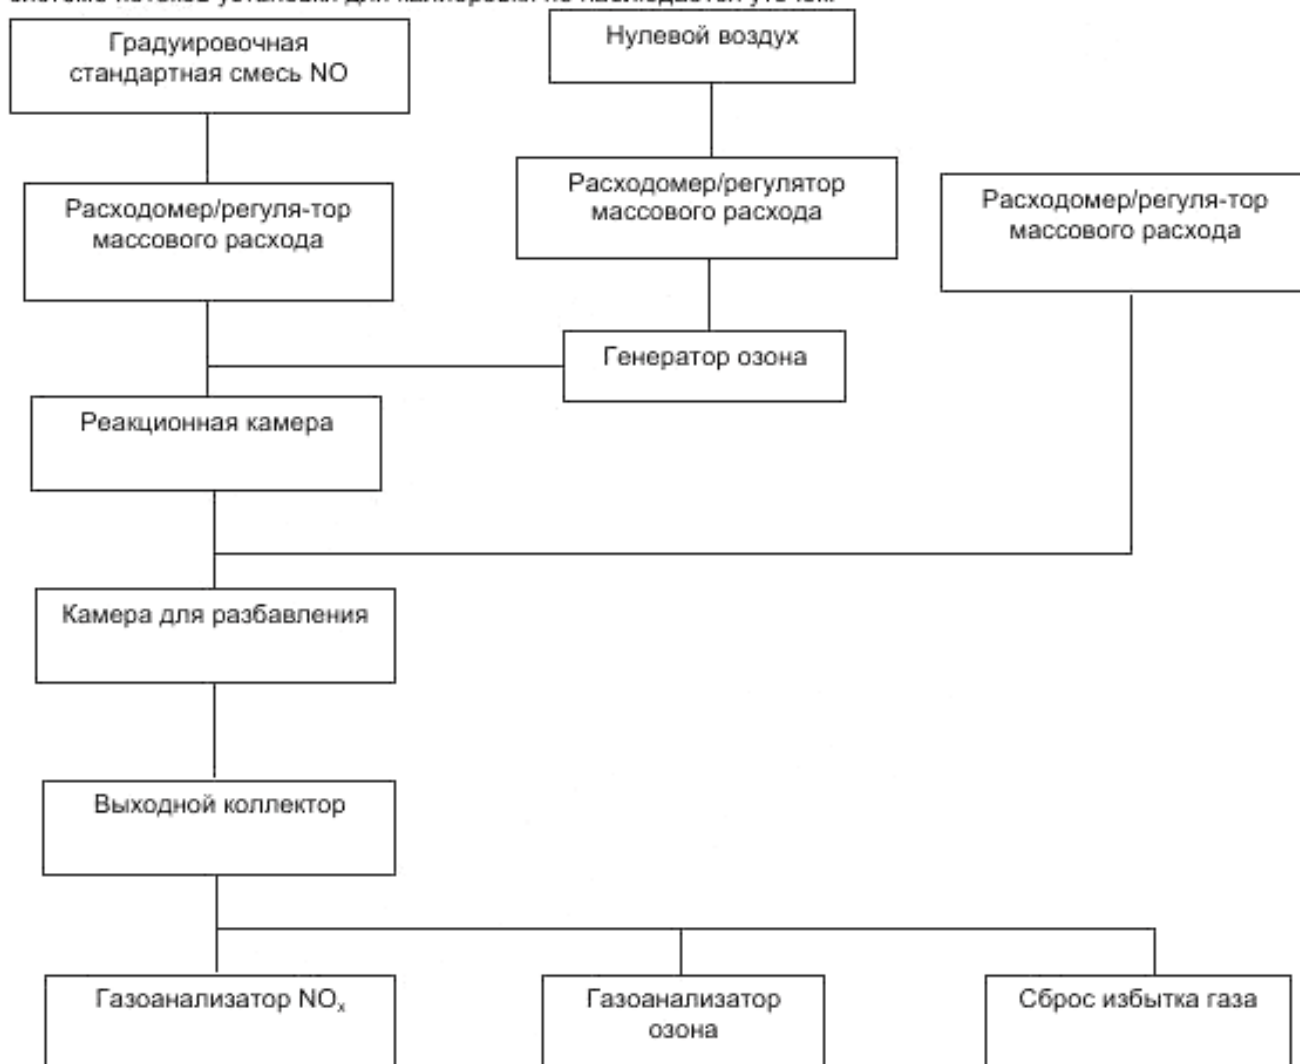 Градуировочная
стандартная смесь NO
Нулевой воздух
Расходомер/регуля-тор
массового расхода
Расходомер/регулятор
массового расхода
Расходомер/регуля-тор
массового расхода
Генератор озона
Реакционная камера
Камера для разбавления
Выходной коллектор
Газоанализатор NOₓ
Газоанализатор
озона
Сброс избытка газа